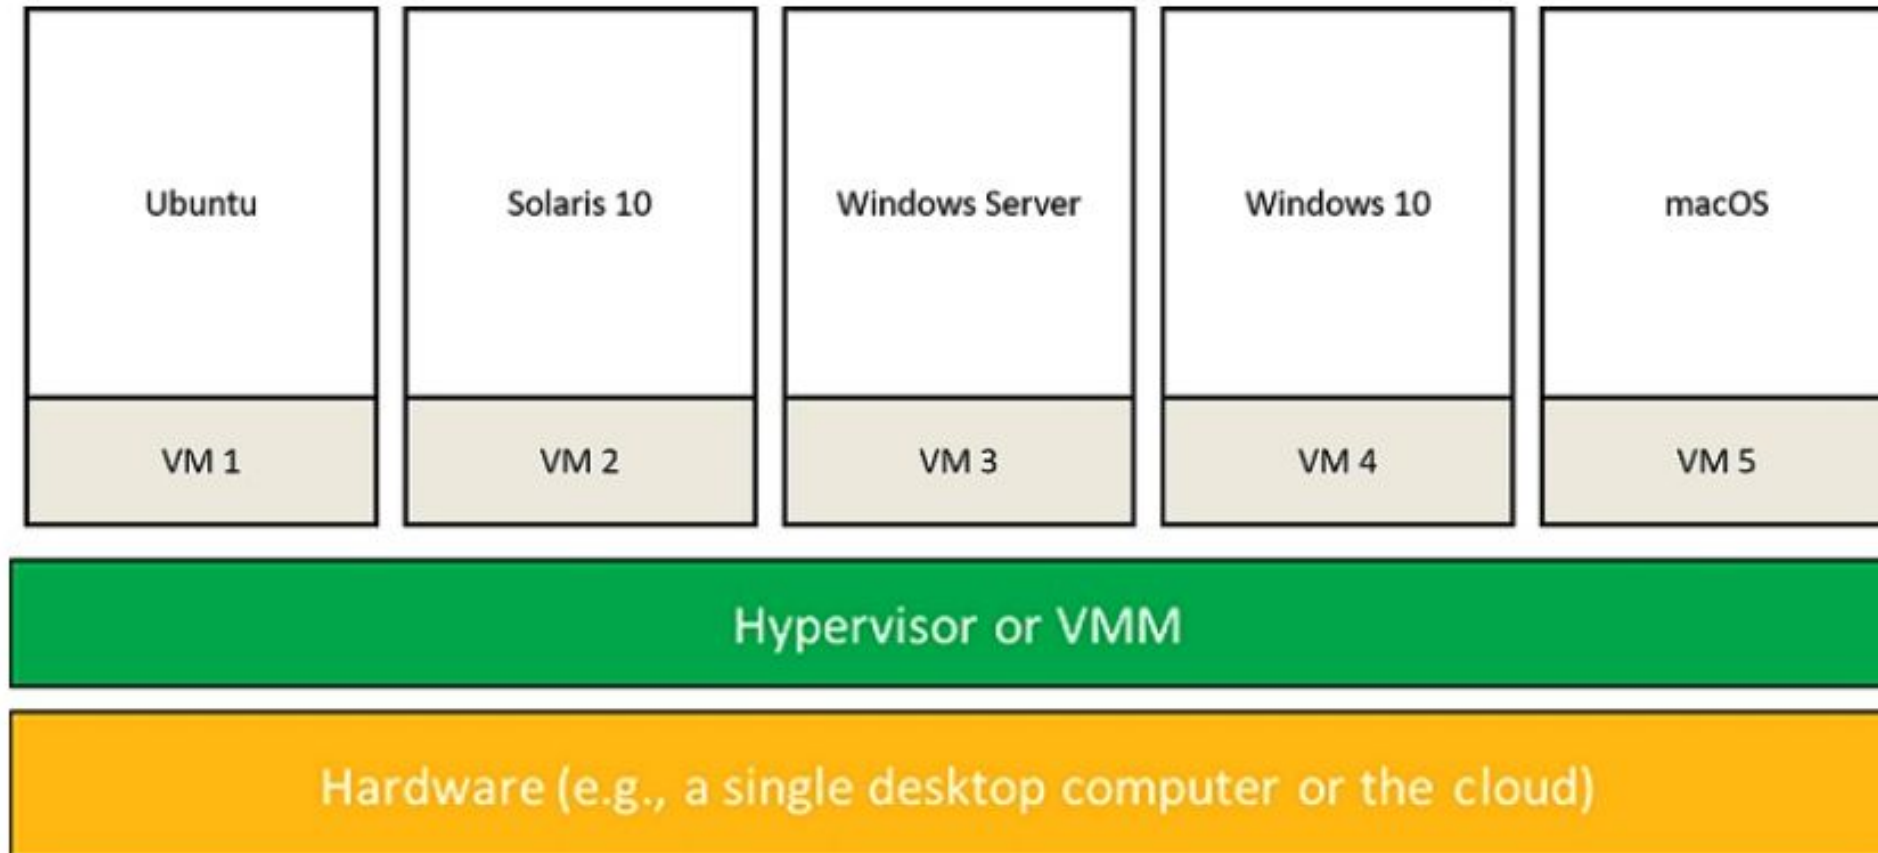 Ubuntu
Solaris 10
Windows Server
Windows 10
macOS
VM 1
VM 2
VM 3
VM 4
VM 5
Hypervisor or VMM
Hardware (e.g., a single desktop computer or the cloud)